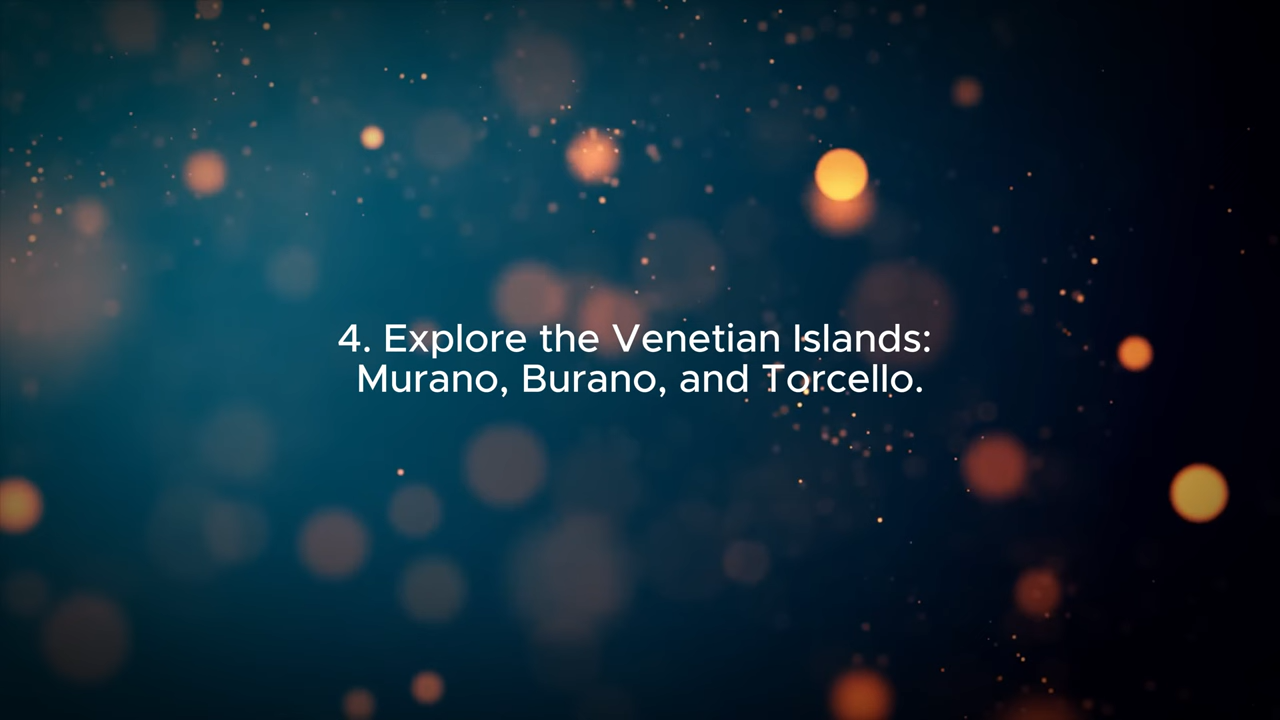 4. Explore the Venetian Islands:
Murano, Burano, and Torcello.